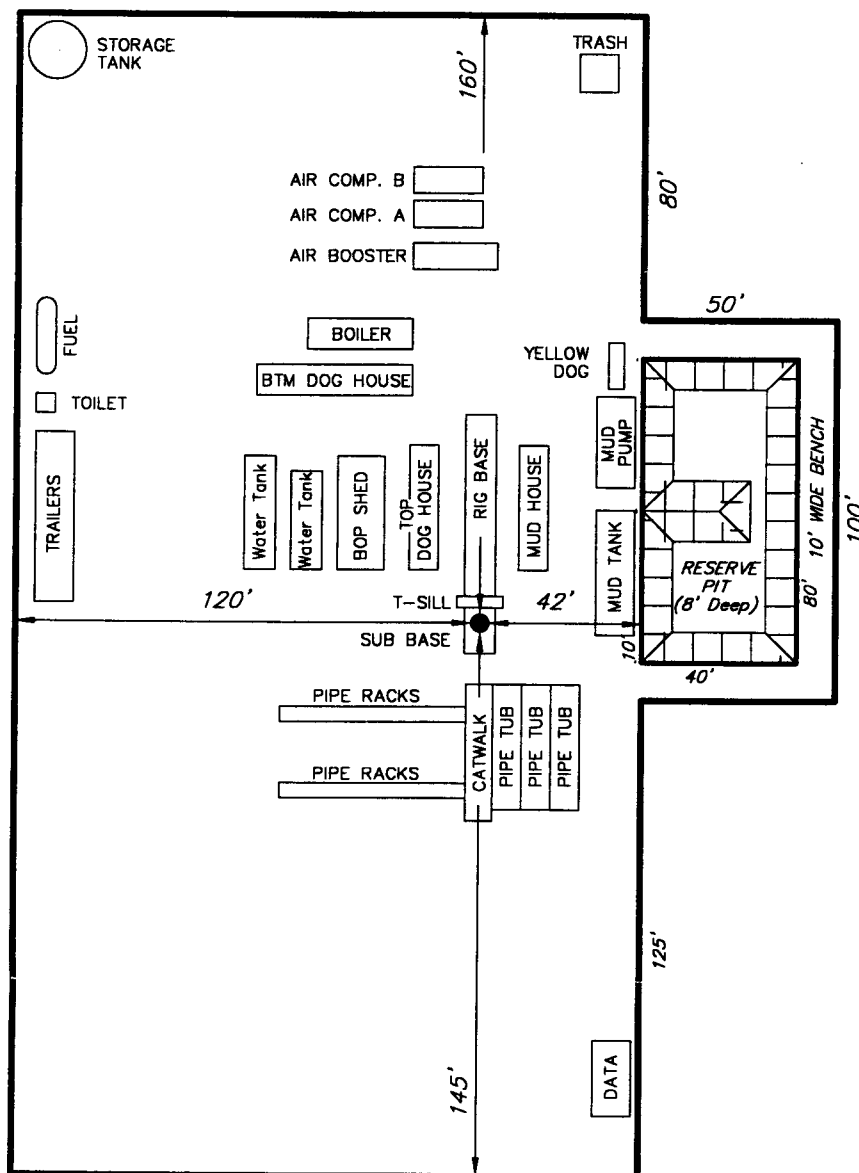 STORAGE
TANK
TRASH
160'
AIR COMP. B
AIR COMP. A
AIR BOOSTER
80'
50'
FUEL
BOILER
YELLOW
DOG
BTM DOG HOUSE
TOILET
TRAILERS
Water Tank
Water Tank
BOP SHED
TOP
DOG HOUSE
RIG BASE
MUD HOUSE
MUD
PUMP
MUD TANK
10' WIDE BENCH
100'
RESERVE
PIT
(8' Deep)
80'
120'
T-SILL
42'
SUB BASE
10'
40'
PIPE RACKS
CATWALK
PIPE TUB
PIPE TUB
PIPE TUB
PIPE RACKS
125'
145'
DATA